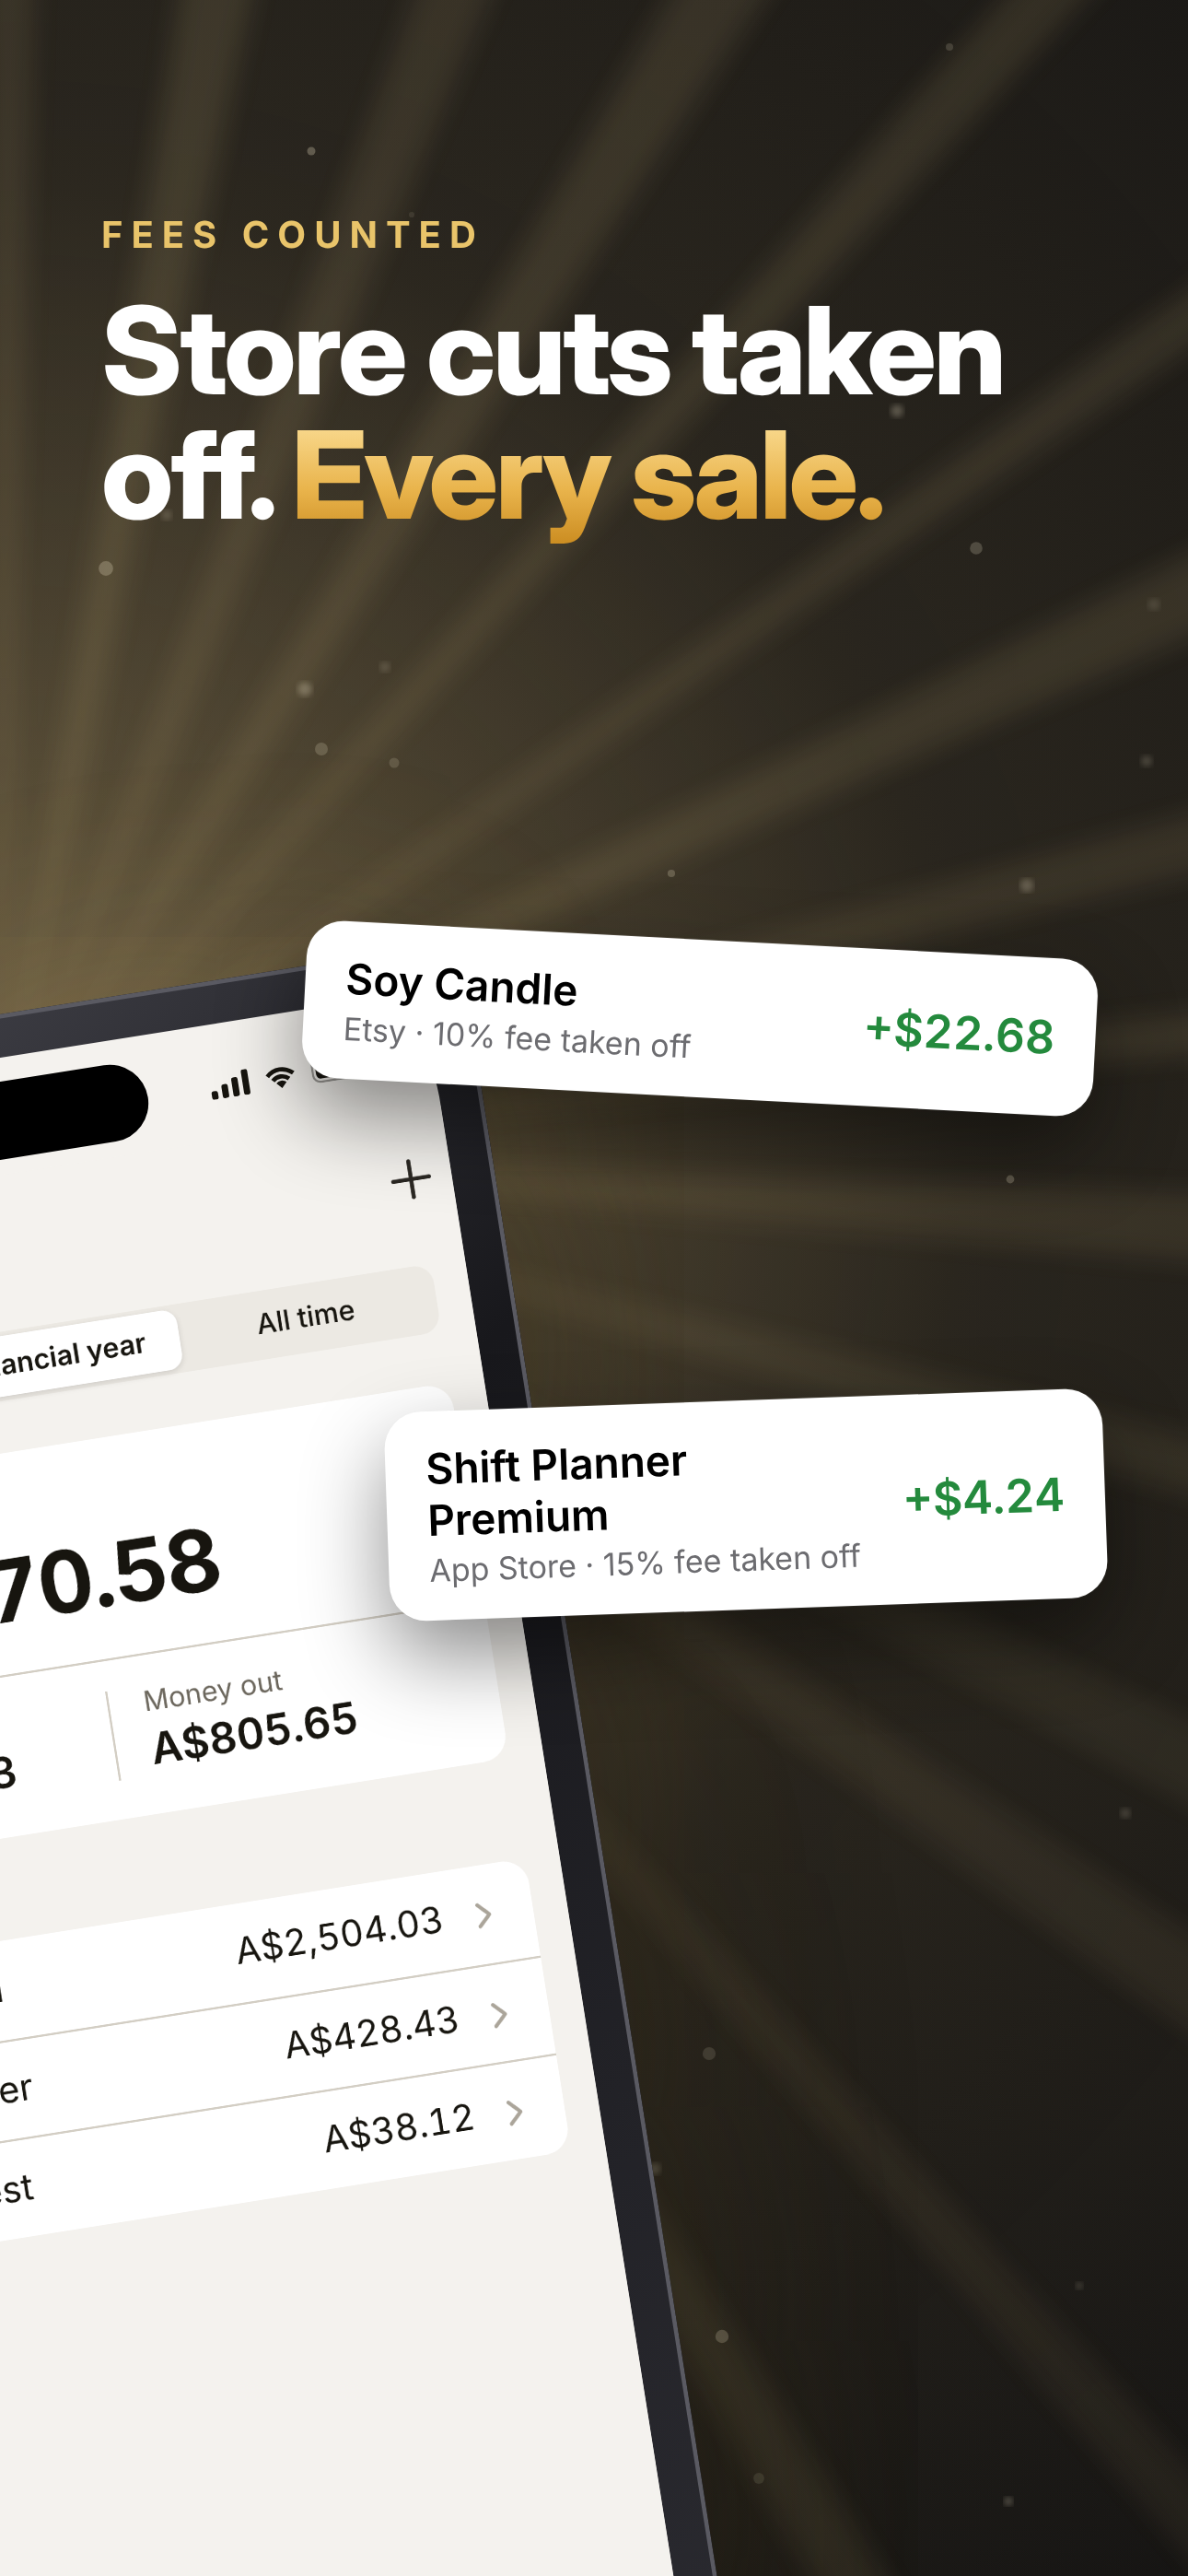 FEES COUNTED
Store cuts taken
off. Every sale.
Soy Candle
Etsy · 10% fee taken off
+$22.68
All time
ancial year
Shift Planner
Premium
App Store · 15% fee taken off
+$4.24
70.58
Money out
A$805.65
3
A$2,504.03
A$428.43
er
A$38.12
est